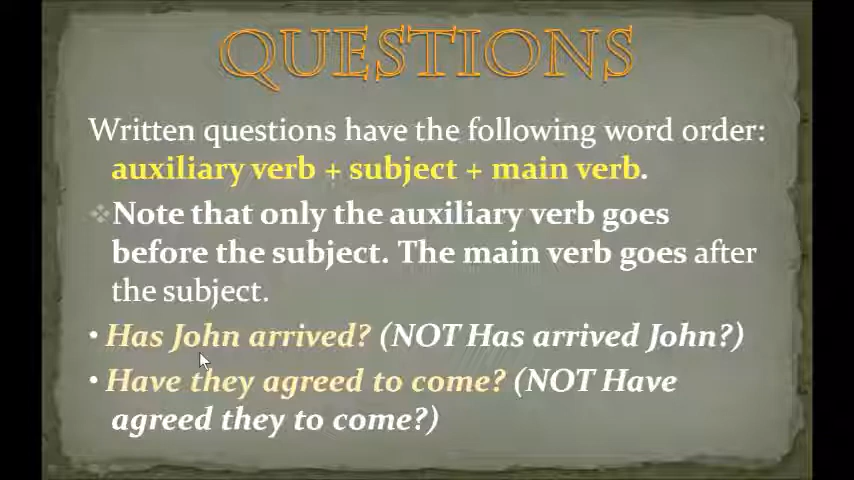 QUESTIONS
Written questions have the following word order:
auxiliary verb + subject + main verb.
❖Note that only the auxiliary verb goes
before the subject. The main verb goes after
the subject.
• Has John arrived? (NOT Has arrived John?)
• Have they agreed to come? (NOT Have
agreed they to come?)